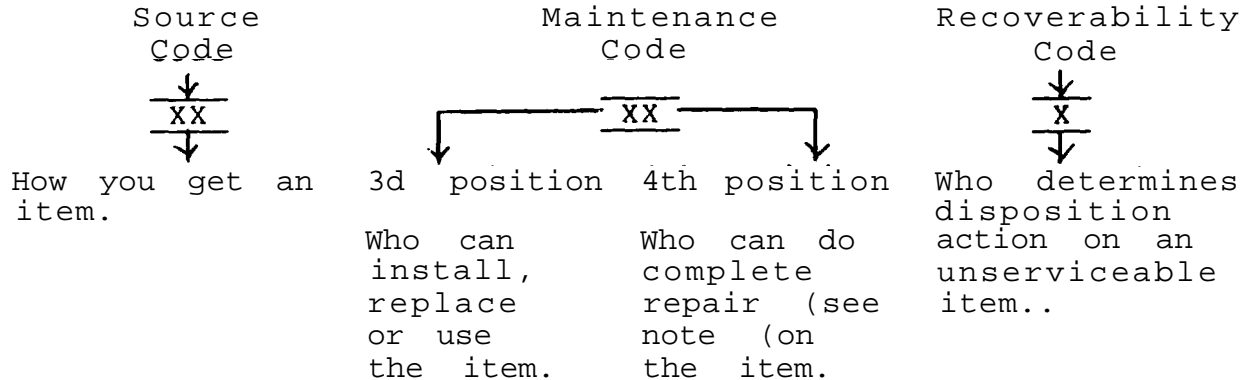 Source
Code
XX
How you get an
item.
Maintenance
Code
XX
3d position
Who can
install,
replace
or use
the item.
4th position
Who can do
complete
repair (see
note (on
the item.
Recoverability
Code
X
Who determines
disposition
action on an
unserviceable
item..